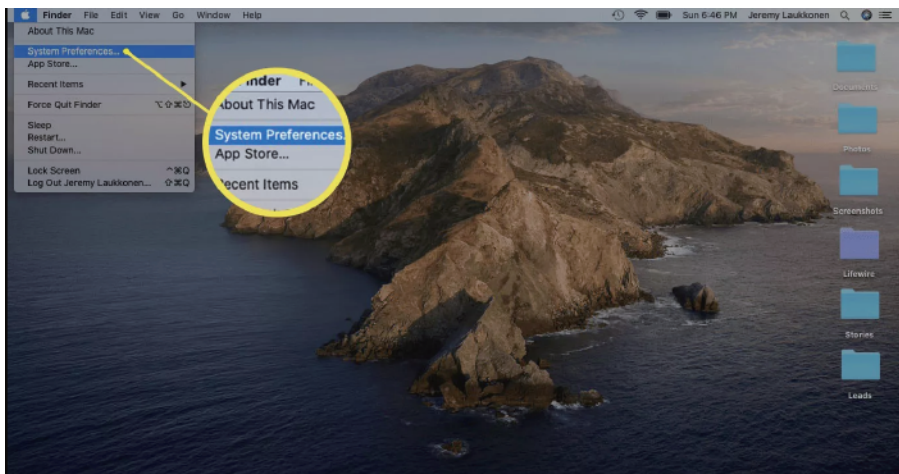 Finder File Edit View Go Window Help Sun 6:46 PM Jeremy Laukkonen
About This Mac
System Preferences...
App Store...
Recent Items
Force Quit Finder ⌥⇧⌘⎋
Sleep
Restart...
Shut Down...
Lock Screen ^⌘Q
Log Out Jeremy Laukkonen... ⇧⌘Q
inder
About This Mac
System Preferences.
App Store...
Recent Items
Documents
Photos
Screenshots
Lifewire
Stories
Leads